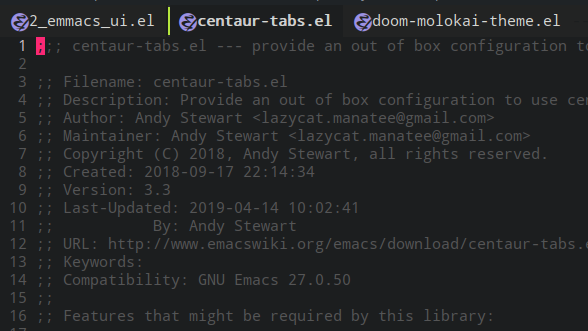 2_emmacs_ui.el centaur-tabs.el doom-molokai-theme.el
1 ;;; centaur-tabs.el --- provide an out of box configuration to
2
3 ;; Filename: centaur-tabs.el
4 ;; Description: Provide an out of box configuration to use cen
5 ;; Author: Andy Stewart <lazycat.manatee@gmail.com>
6 ;; Maintainer: Andy Stewart <lazycat.manatee@gmail.com>
7 ;; Copyright (C) 2018, Andy Stewart, all rights reserved.
8 ;; Created: 2018-09-17 22:14:34
9 ;; Version: 3.3
10 ;; Last-Updated: 2019-04-14 10:02:41
11 ;; By: Andy Stewart
12 ;; URL: http://www.emacswiki.org/emacs/download/centaur-tabs.e
13 ;; Keywords:
14 ;; Compatibility: GNU Emacs 27.0.50
15 ;;
16 ;; Features that might be required by this library: